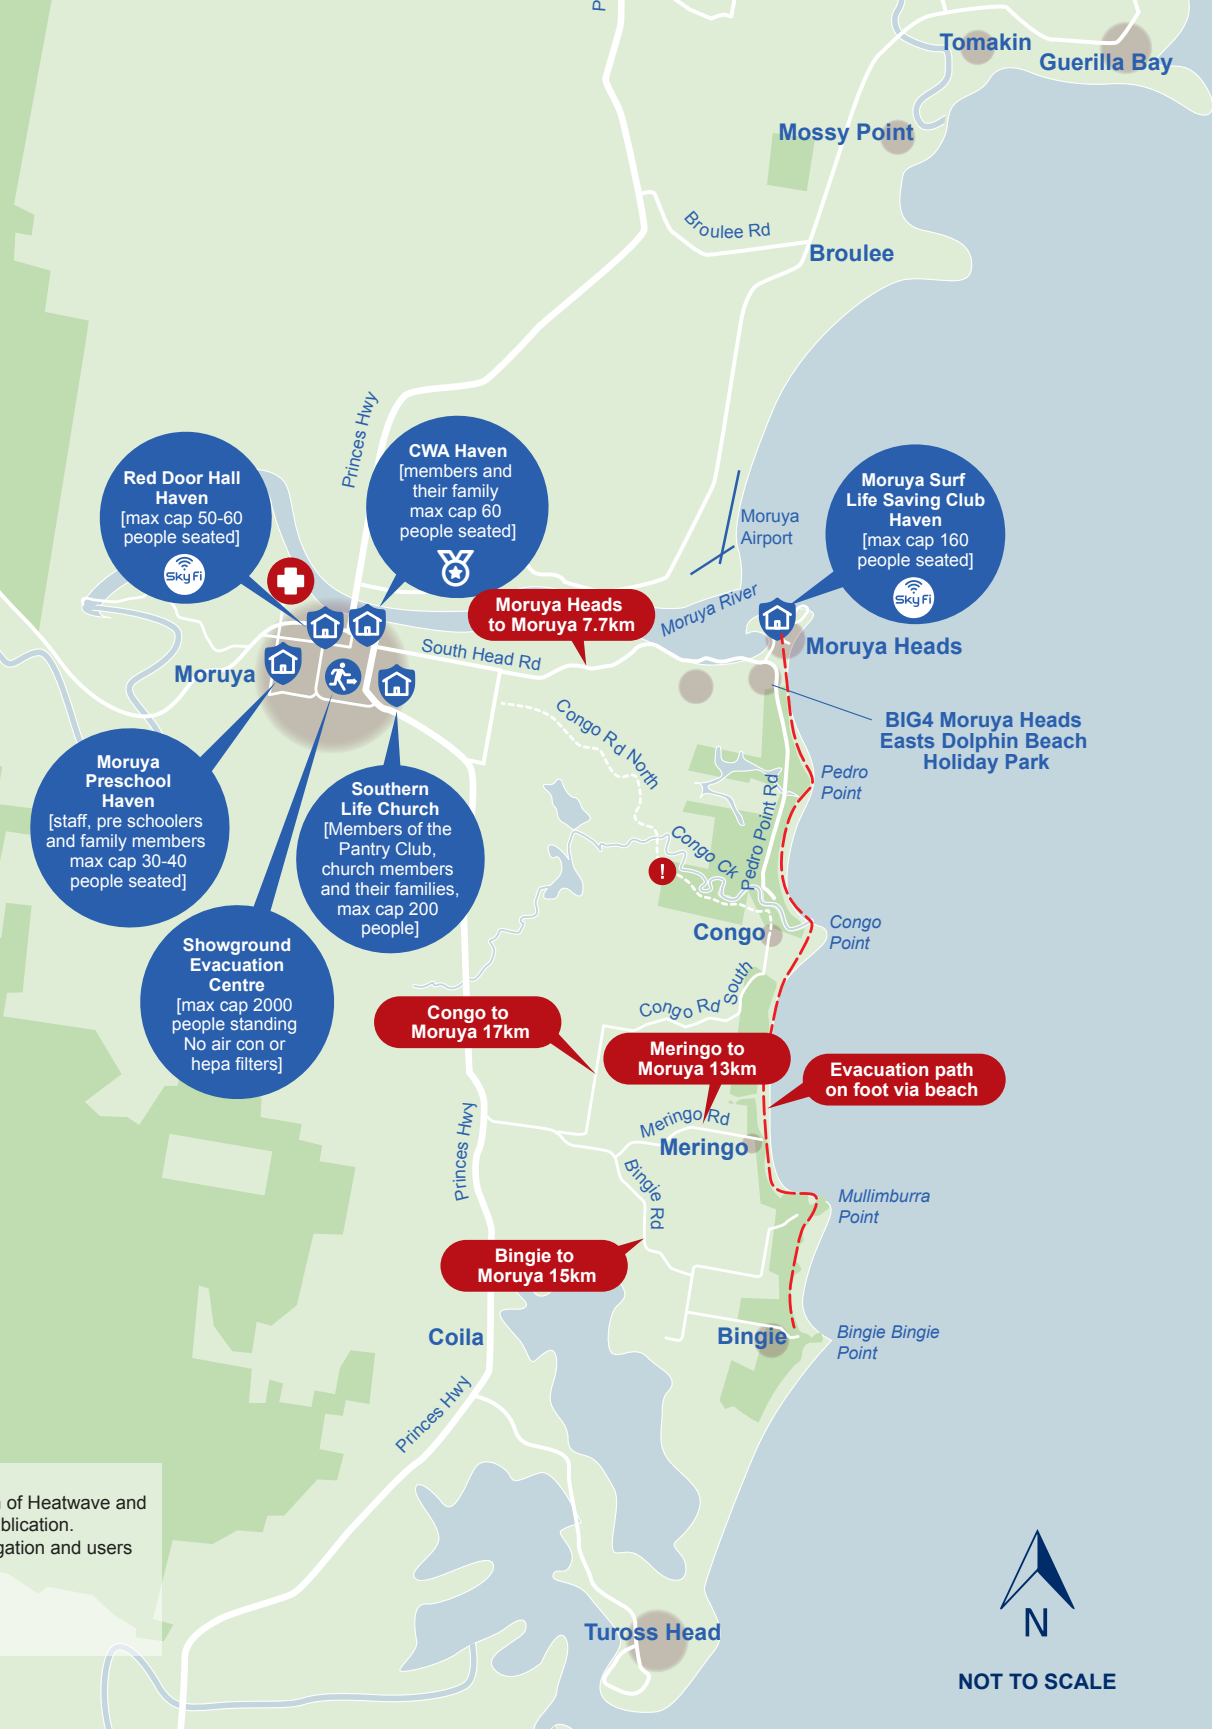 P
Tomakin
Guerilla Bay
Mossy Point
Broulee Rd
Broulee
Princes Hwy
CWA Haven
[members and
their family
max cap 60
people seated]
Red Door Hall
Haven
[max cap 50-60
people seated]
Sky Fi
Moruya
Airport
Moruya Surf
Life Saving Club
Haven
[max cap 160
people seated]
Sky Fi
Moruya Heads
to Moruya 7.7km
Moruya River
Moruya Heads
South Head Rd
Moruya
BIG4 Moruya Heads
Easts Dolphin Beach
Holiday Park
Congo Rd North
Pedro
Point
Pedro Point Rd
Moruya
Preschool
Haven
[staff, pre schoolers
and family members
max cap 30-40
people seated]
Southern
Life Church
[Members of the
Pantry Club,
church members
and their families,
max cap 200
people]
Congo Ck
!
Congo
Congo
Point
Showground
Evacuation
Centre
[max cap 2000
people standing
No air con or
hepa filters]
Congo Rd South
Congo to
Moruya 17km
Meringo to
Moruya 13km
Evacuation path
on foot via beach
Princes Hwy
Meringo Rd
Meringo
Bingie Rd
Mullimburra
Point
Bingie to
Moruya 15km
Coila
Bingie
Bingie Bingie
Point
Princes Hwy
of Heatwave and
blication.
gation and users
Tuross Head
N
NOT TO SCALE